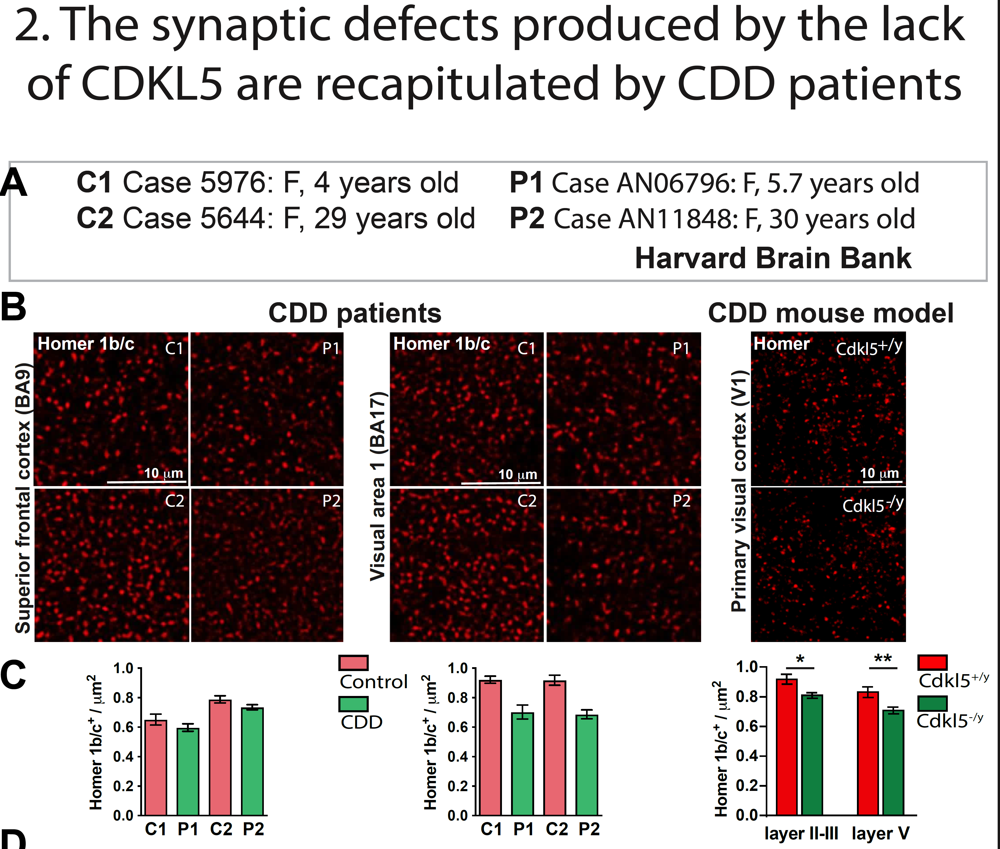 2. The synaptic defects produced by the lack
of CDKL5 are recapitulated by CDD patients
A
C1 Case 5976: F, 4 years old
P1 Case AN06796: F, 5.7 years old
C2 Case 5644: F, 29 years old
P2 Case AN11848: F, 30 years old
Harvard Brain Bank
B
CDD patients
CDD mouse model
Superior frontal cortex (BA9)
Homer 1b/c
C1
10 μm
P1
C2
P2
Visual area 1 (BA17)
Homer 1b/c
C1
10 μm
P1
C2
P2
Primary visual cortex (V1)
Homer
Cdkl5+/y
10 μm
Cdkl5-/y
C
Homer 1b/c+ / μm2
1.0
0.8
0.6
0.4
0.2
0.0
C1 P1 C2 P2
Control
CDD
Homer 1b/c+ / μm2
1.0
0.8
0.6
0.4
0.2
0.0
C1 P1 C2 P2
Homer 1b/c+ / μm2
1.0
0.8
0.6
0.4
0.2
0.0
* **
layer II-III layer V
Cdkl5+/y
Cdkl5-/y
D